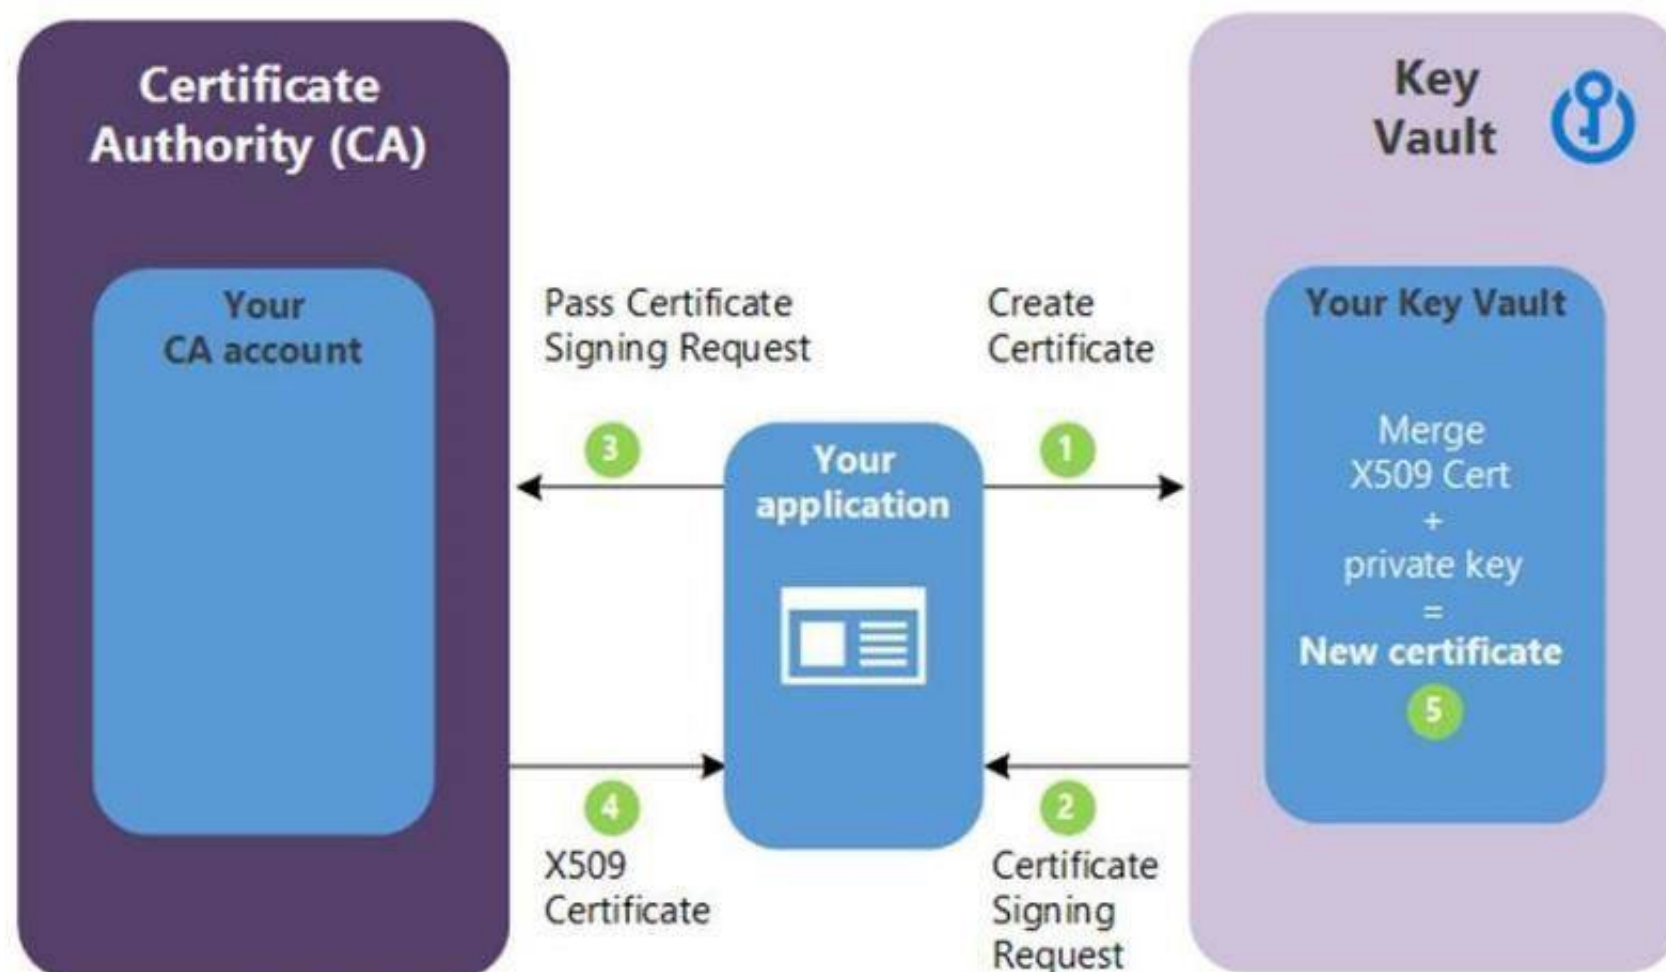 Certificate
Authority (CA)
Your
CA account
Pass Certificate
Signing Request
3
4
X509
Certificate
Your
application
Create
Certificate
1
2
Certificate
Signing
Request
Key
Vault
Your Key Vault
Merge
X509 Cert
+
private key
=
New certificate
5